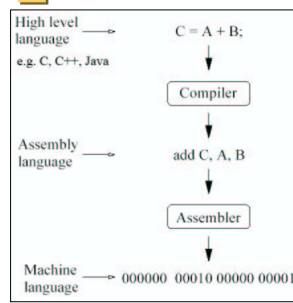 High level
language
C = A + B;
e.g. C, C++, Java
Compiler
Assembly
language
add C, A, B
Assembler
Machine
language
000000 00010 00000 00001